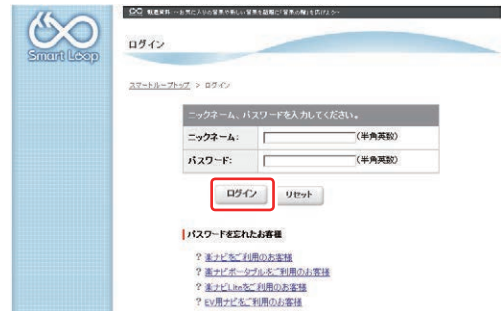 Smart Loop
ログイン
スマートループトップ > ログイン
ニックネーム、パスワードを入力してください。
ニックネーム: (半角英数)
パスワード: (半角英数)
ログイン リセット
パスワードを忘れたお客様
? 楽ナビをご利用のお客様
? 楽ナビポータブルをご利用のお客様
? 楽ナビLiteをご利用のお客様
? EV用ナビをご利用のお客様